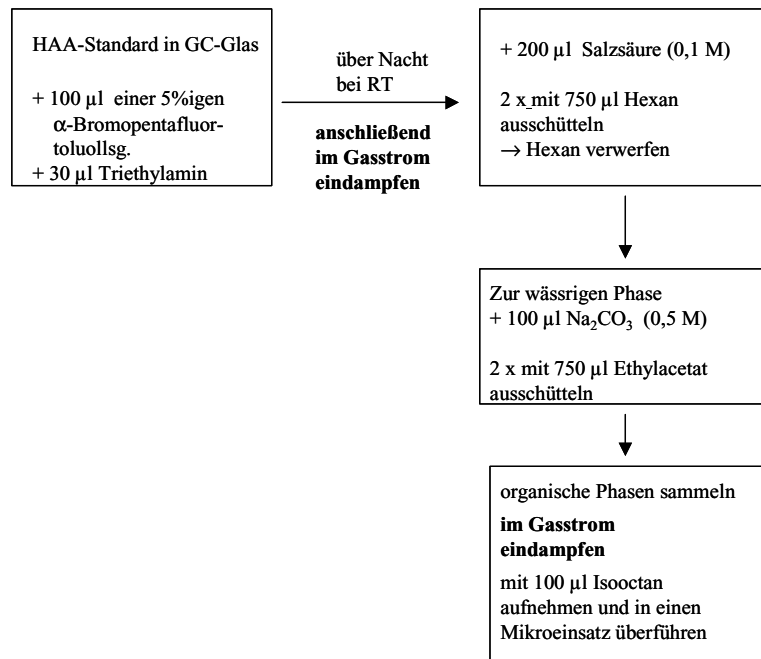 HAA-Standard in GC-Glas
+ 100 µl einer 5%igen
α-Bromopentafluor-
toluollsg.
+ 30 µl Triethylamin
über Nacht
bei RT
anschließend
im Gasstrom
eindampfen
+ 200 µl Salzsäure (0,1 M)
2 x mit 750 µl Hexan
ausschütteln
→ Hexan verwerfen
Zur wässrigen Phase
+ 100 µl Na₂CO₃ (0,5 M)
2 x mit 750 µl Ethylacetat
ausschütteln
organische Phasen sammeln
im Gasstrom
eindampfen
mit 100 µl Isooctan
aufnehmen und in einen
Mikroeinsatz überführen